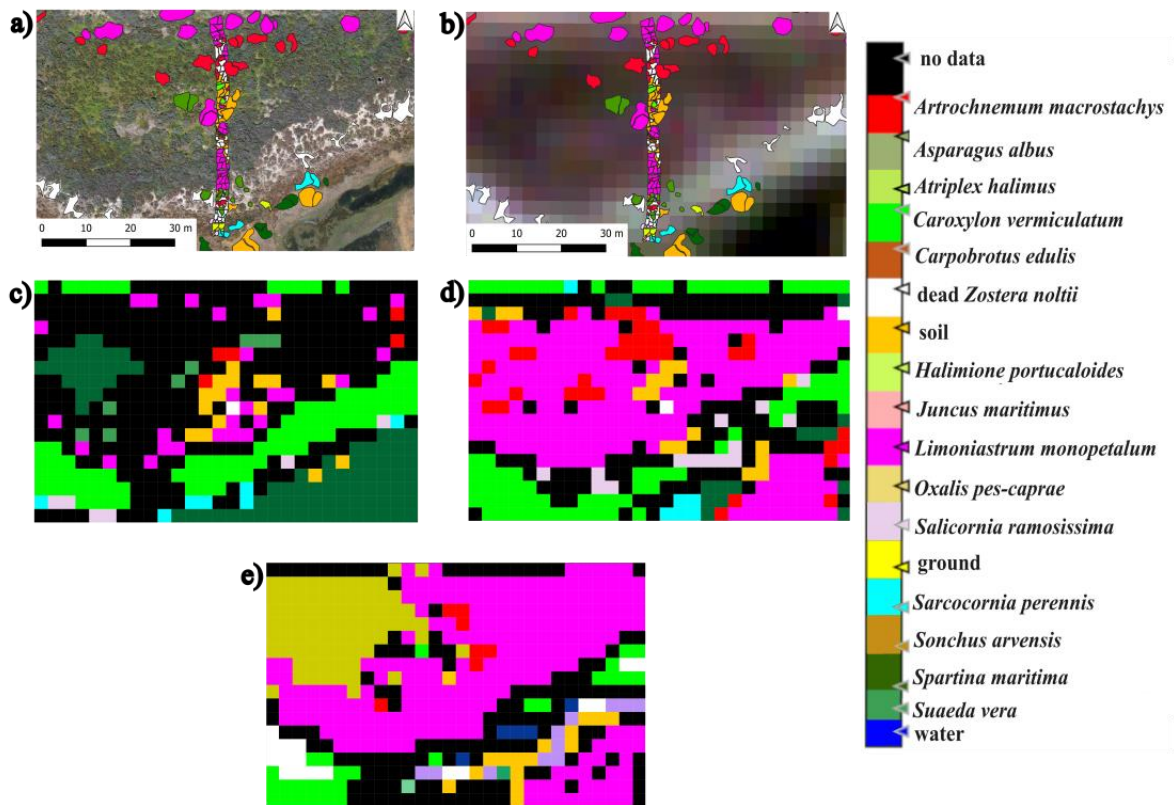 a)
b)
0 10 20 30 m
0 10 20 30 m
c)
d)
e)
no data
Artrochnemum macrostachys
Asparagus albus
Atriplex halimus
Caroxylon vermiculatum
Carpobrotus edulis
dead Zostera noltii
soil
Halimione portucaloides
Juncus maritimus
Limoniastrum monopetalum
Oxalis pes-caprae
Salicornia ramosissima
ground
Sarcocornia perennis
Sonchus arvensis
Spartina maritima
Suaeda vera
water